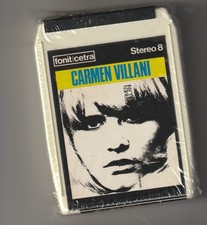 fonit/cetra
Stereo 8
CARMEN VILLANI